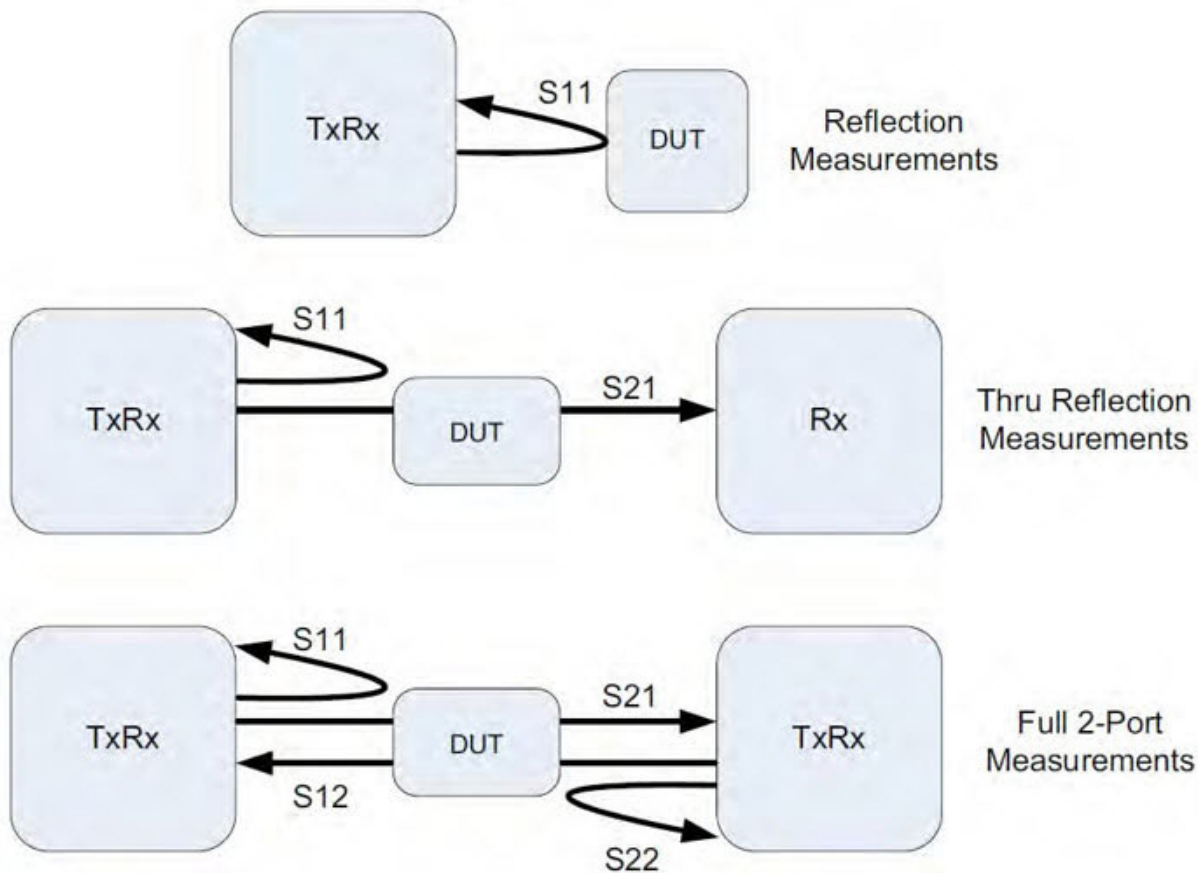 S11
TxRx
DUT
Reflection
Measurements
S11
TxRx
DUT
S21
Rx
Thru Reflection
Measurements
S11
TxRx
S12
DUT
S21
S22
TxRx
Full 2-Port
Measurements